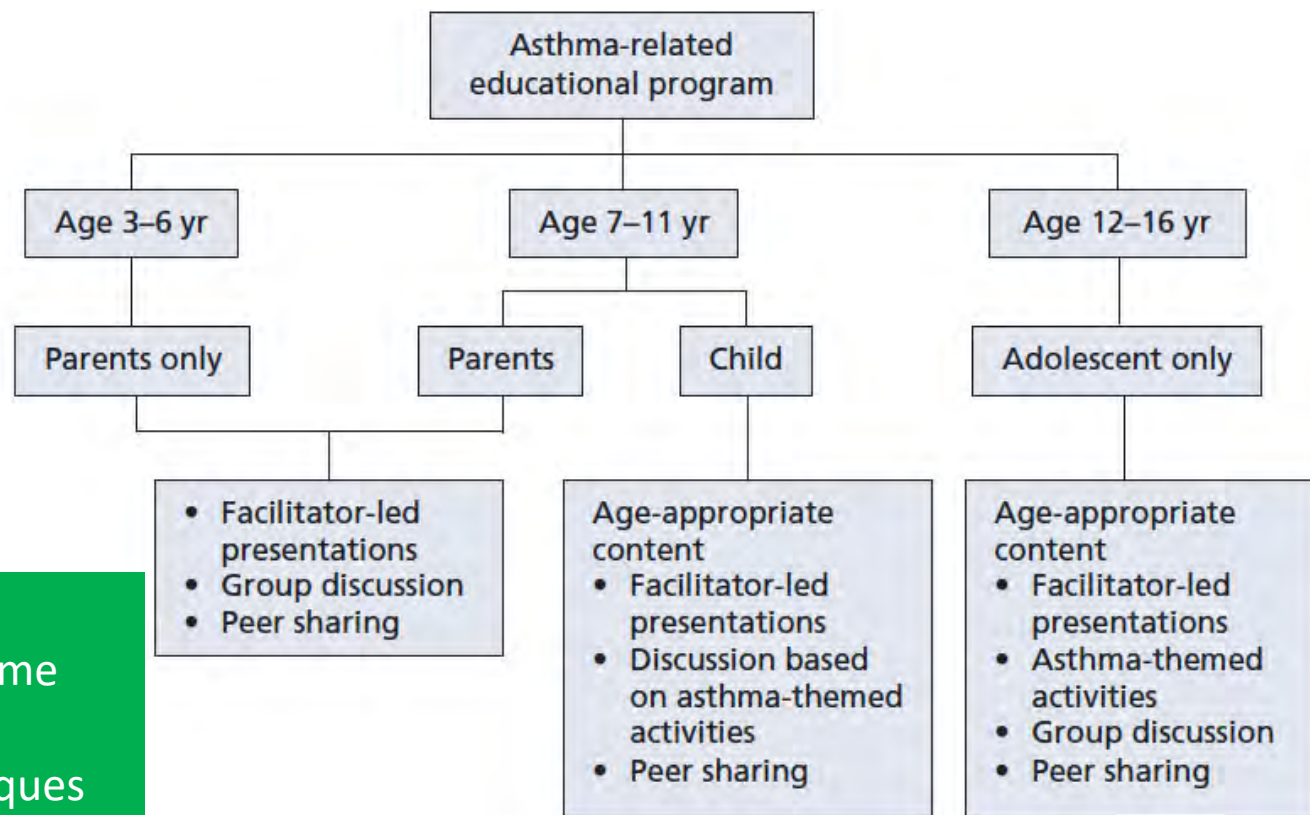 Asthma-related
educational program
Age 3–6 yr
Age 7–11 yr
Age 12–16 yr
Parents only
Parents
Child
Adolescent only
• Facilitator-led
presentations
• Group discussion
• Peer sharing
Age-appropriate
content
• Facilitator-led
presentations
• Discussion based
on asthma-themed
activities
• Peer sharing
Age-appropriate
content
• Facilitator-led
presentations
• Asthma-themed
activities
• Group discussion
• Peer sharing